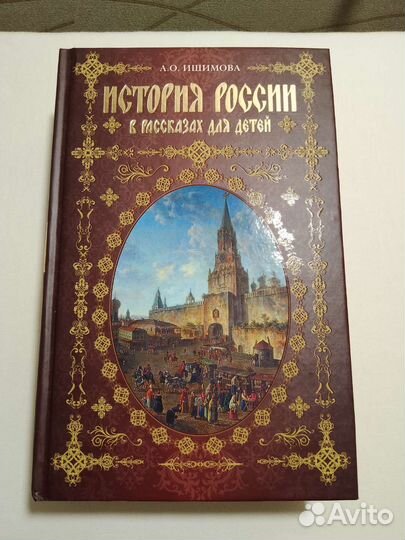 А.О. ИШИМОВА
ИСТОРИЯ РОССИИ
В РАССКАЗАХ ДЛЯ ДЕТЕЙ
Avito